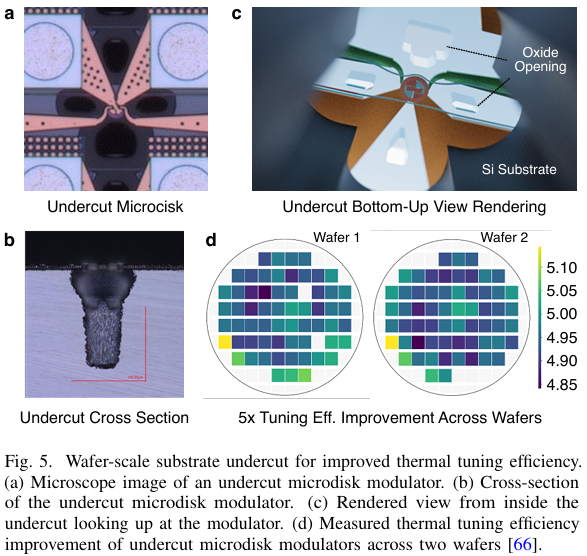 a
Undercut Microcisk
c
Oxide
Opening
Si Substrate
Undercut Bottom-Up View Rendering
b
Undercut Cross Section
d
Wafer 1
Wafer 2
5.10
5.05
5.00
4.95
4.90
4.85
5x Tuning Eff. Improvement Across Wafers
Fig. 5. Wafer-scale substrate undercut for improved thermal tuning efficiency.
(a) Microscope image of an undercut microdisk modulator. (b) Cross-section
of the undercut microdisk modulator. (c) Rendered view from inside the
undercut looking up at the modulator. (d) Measured thermal tuning efficiency
improvement of undercut microdisk modulators across two wafers [66].